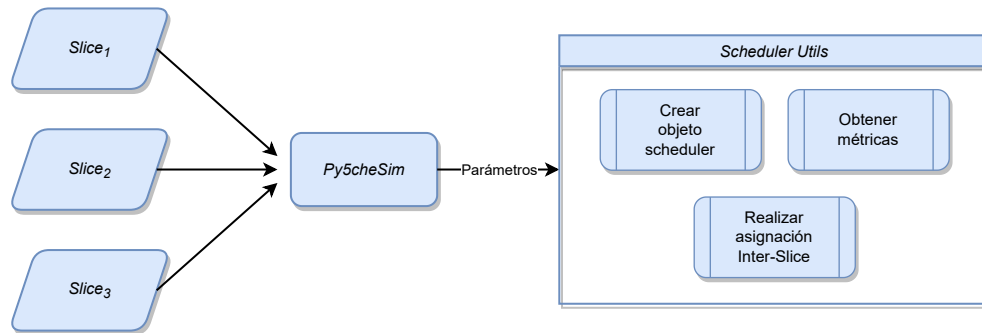 Slice1
Slice2
Slice3
Py5cheSim
Parámetros
Scheduler Utils
Crear
objeto
scheduler
Obtener
métricas
Realizar
asignación
Inter-Slice